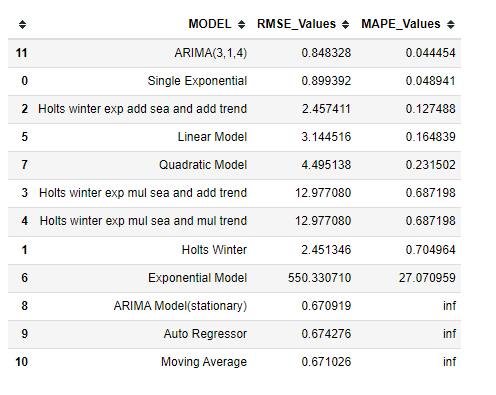 MODEL RMSE_Values MAPE_Values
11 ARIMA(3,1,4) 0.848328 0.044454
0 Single Exponential 0.899392 0.048941
2 Holts winter exp add sea and add trend 2.457411 0.127488
5 Linear Model 3.144516 0.164839
7 Quadratic Model 4.495138 0.231502
3 Holts winter exp mul sea and add trend 12.977080 0.687198
4 Holts winter exp mul sea and mul trend 12.977080 0.687198
1 Holts Winter 2.451346 0.704964
6 Exponential Model 550.330710 27.070959
8 ARIMA Model(stationary) 0.670919 inf
9 Auto Regressor 0.674276 inf
10 Moving Average 0.671026 inf